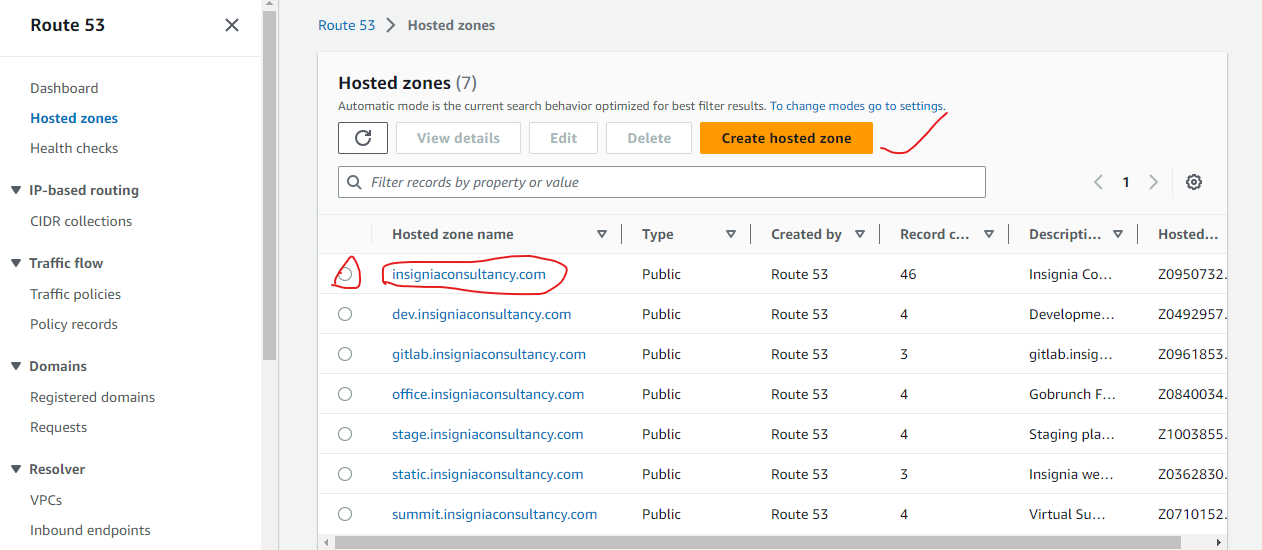 Route 53
Dashboard
Hosted zones
Health checks
IP-based routing
CIDR collections
Traffic flow
Traffic policies
Policy records
Domains
Registered domains
Requests
Resolver
VPCs
Inbound endpoints
Route 53 > Hosted zones
Hosted zones (7)
Automatic mode is the current search behavior optimized for best filter results. To change modes go to settings.
View details Edit Delete Create hosted zone
Filter records by property or value
1
Hosted zone name Type Created by Record c... Descripti... Hosted...
insigniaconsultancy.com Public Route 53 46 Insignia Co... Z0950732.
dev.insigniaconsultancy.com Public Route 53 4 Developme... Z0492957.
gitlab.insigniaconsultancy.com Public Route 53 3 gitlab.insig... Z0961853.
office.insigniaconsultancy.com Public Route 53 4 Gobrunch F... Z0840034.
stage.insigniaconsultancy.com Public Route 53 4 Staging pla... Z1003855.
static.insigniaconsultancy.com Public Route 53 3 Insignia we... Z0362830.
summit.insigniaconsultancy.com Public Route 53 4 Virtual Su... Z0710152.